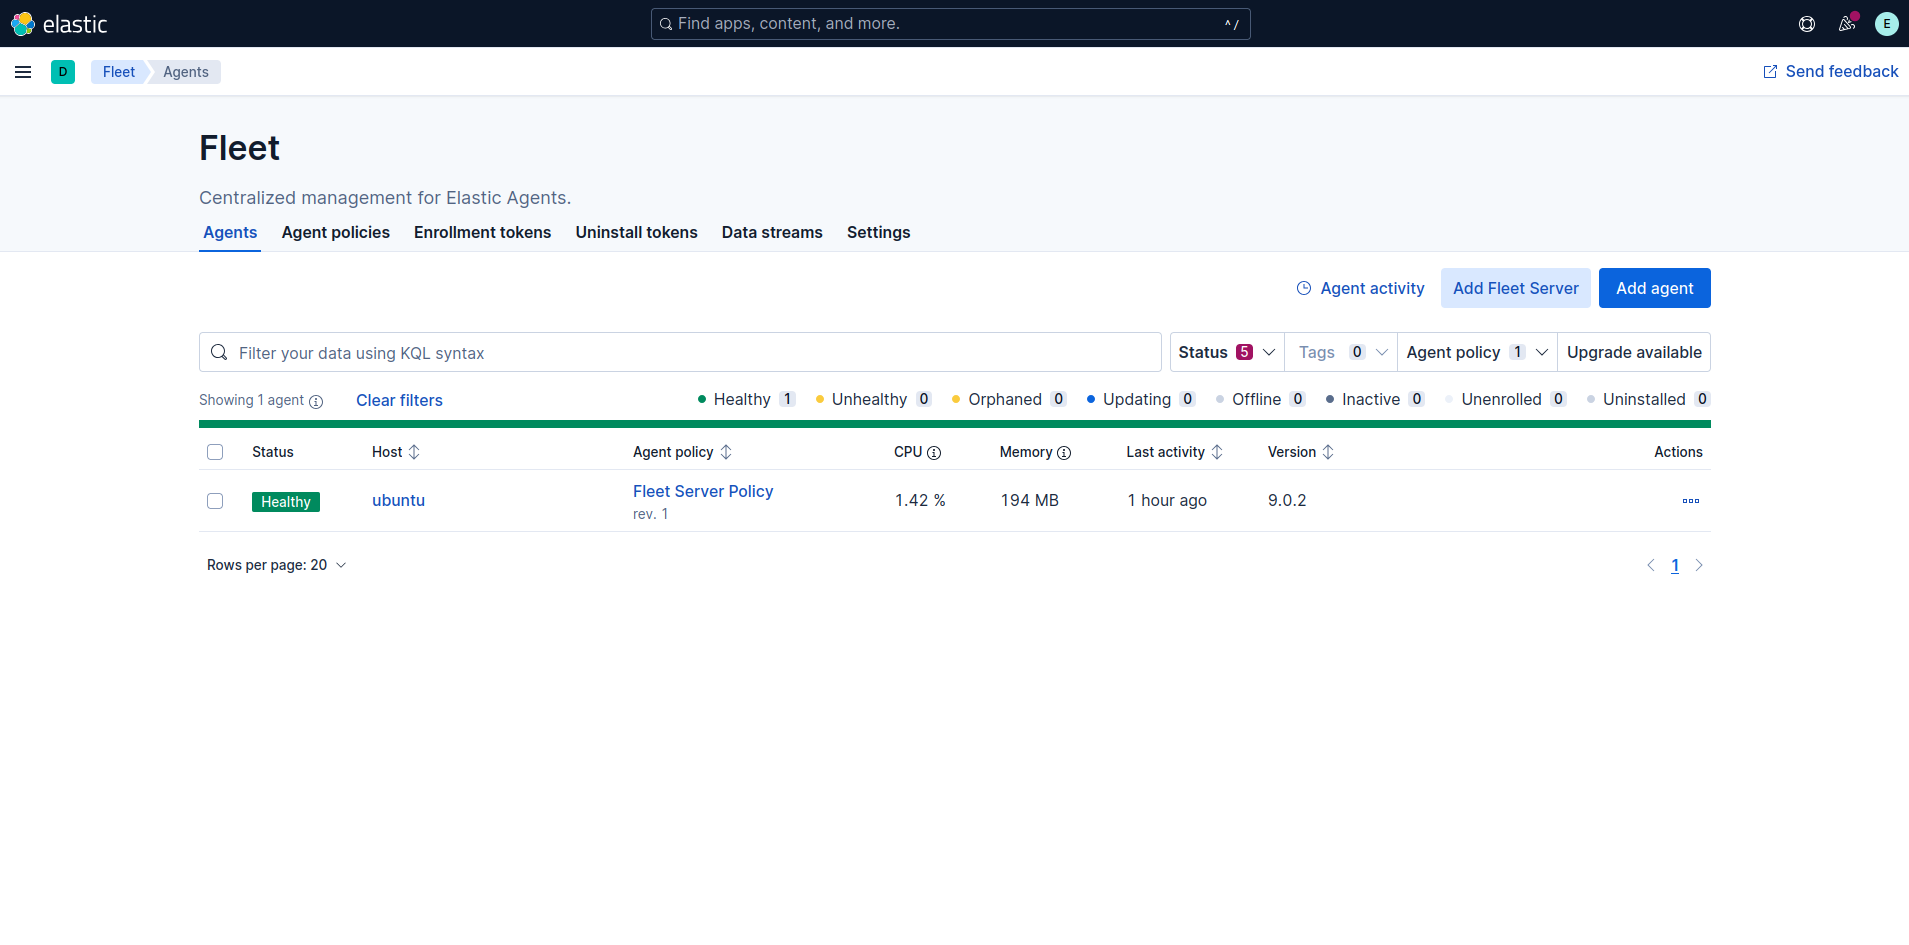 elastic
Find apps, content, and more.
^ /
E
D
Fleet
Agents
Send feedback
Fleet
Centralized management for Elastic Agents.
Agents
Agent policies
Enrollment tokens
Uninstall tokens
Data streams
Settings
Agent activity
Add Fleet Server
Add agent
Filter your data using KQL syntax
Status 5
Tags 0
Agent policy 1
Upgrade available
Showing 1 agent
Clear filters
Healthy 1
Unhealthy 0
Orphaned 0
Updating 0
Offline 0
Inactive 0
Unenrolled 0
Uninstalled 0
Status
Host
Agent policy
CPU
Memory
Last activity
Version
Actions
Healthy
ubuntu
Fleet Server Policy
rev. 1
1.42 %
194 MB
1 hour ago
9.0.2
Rows per page: 20
1